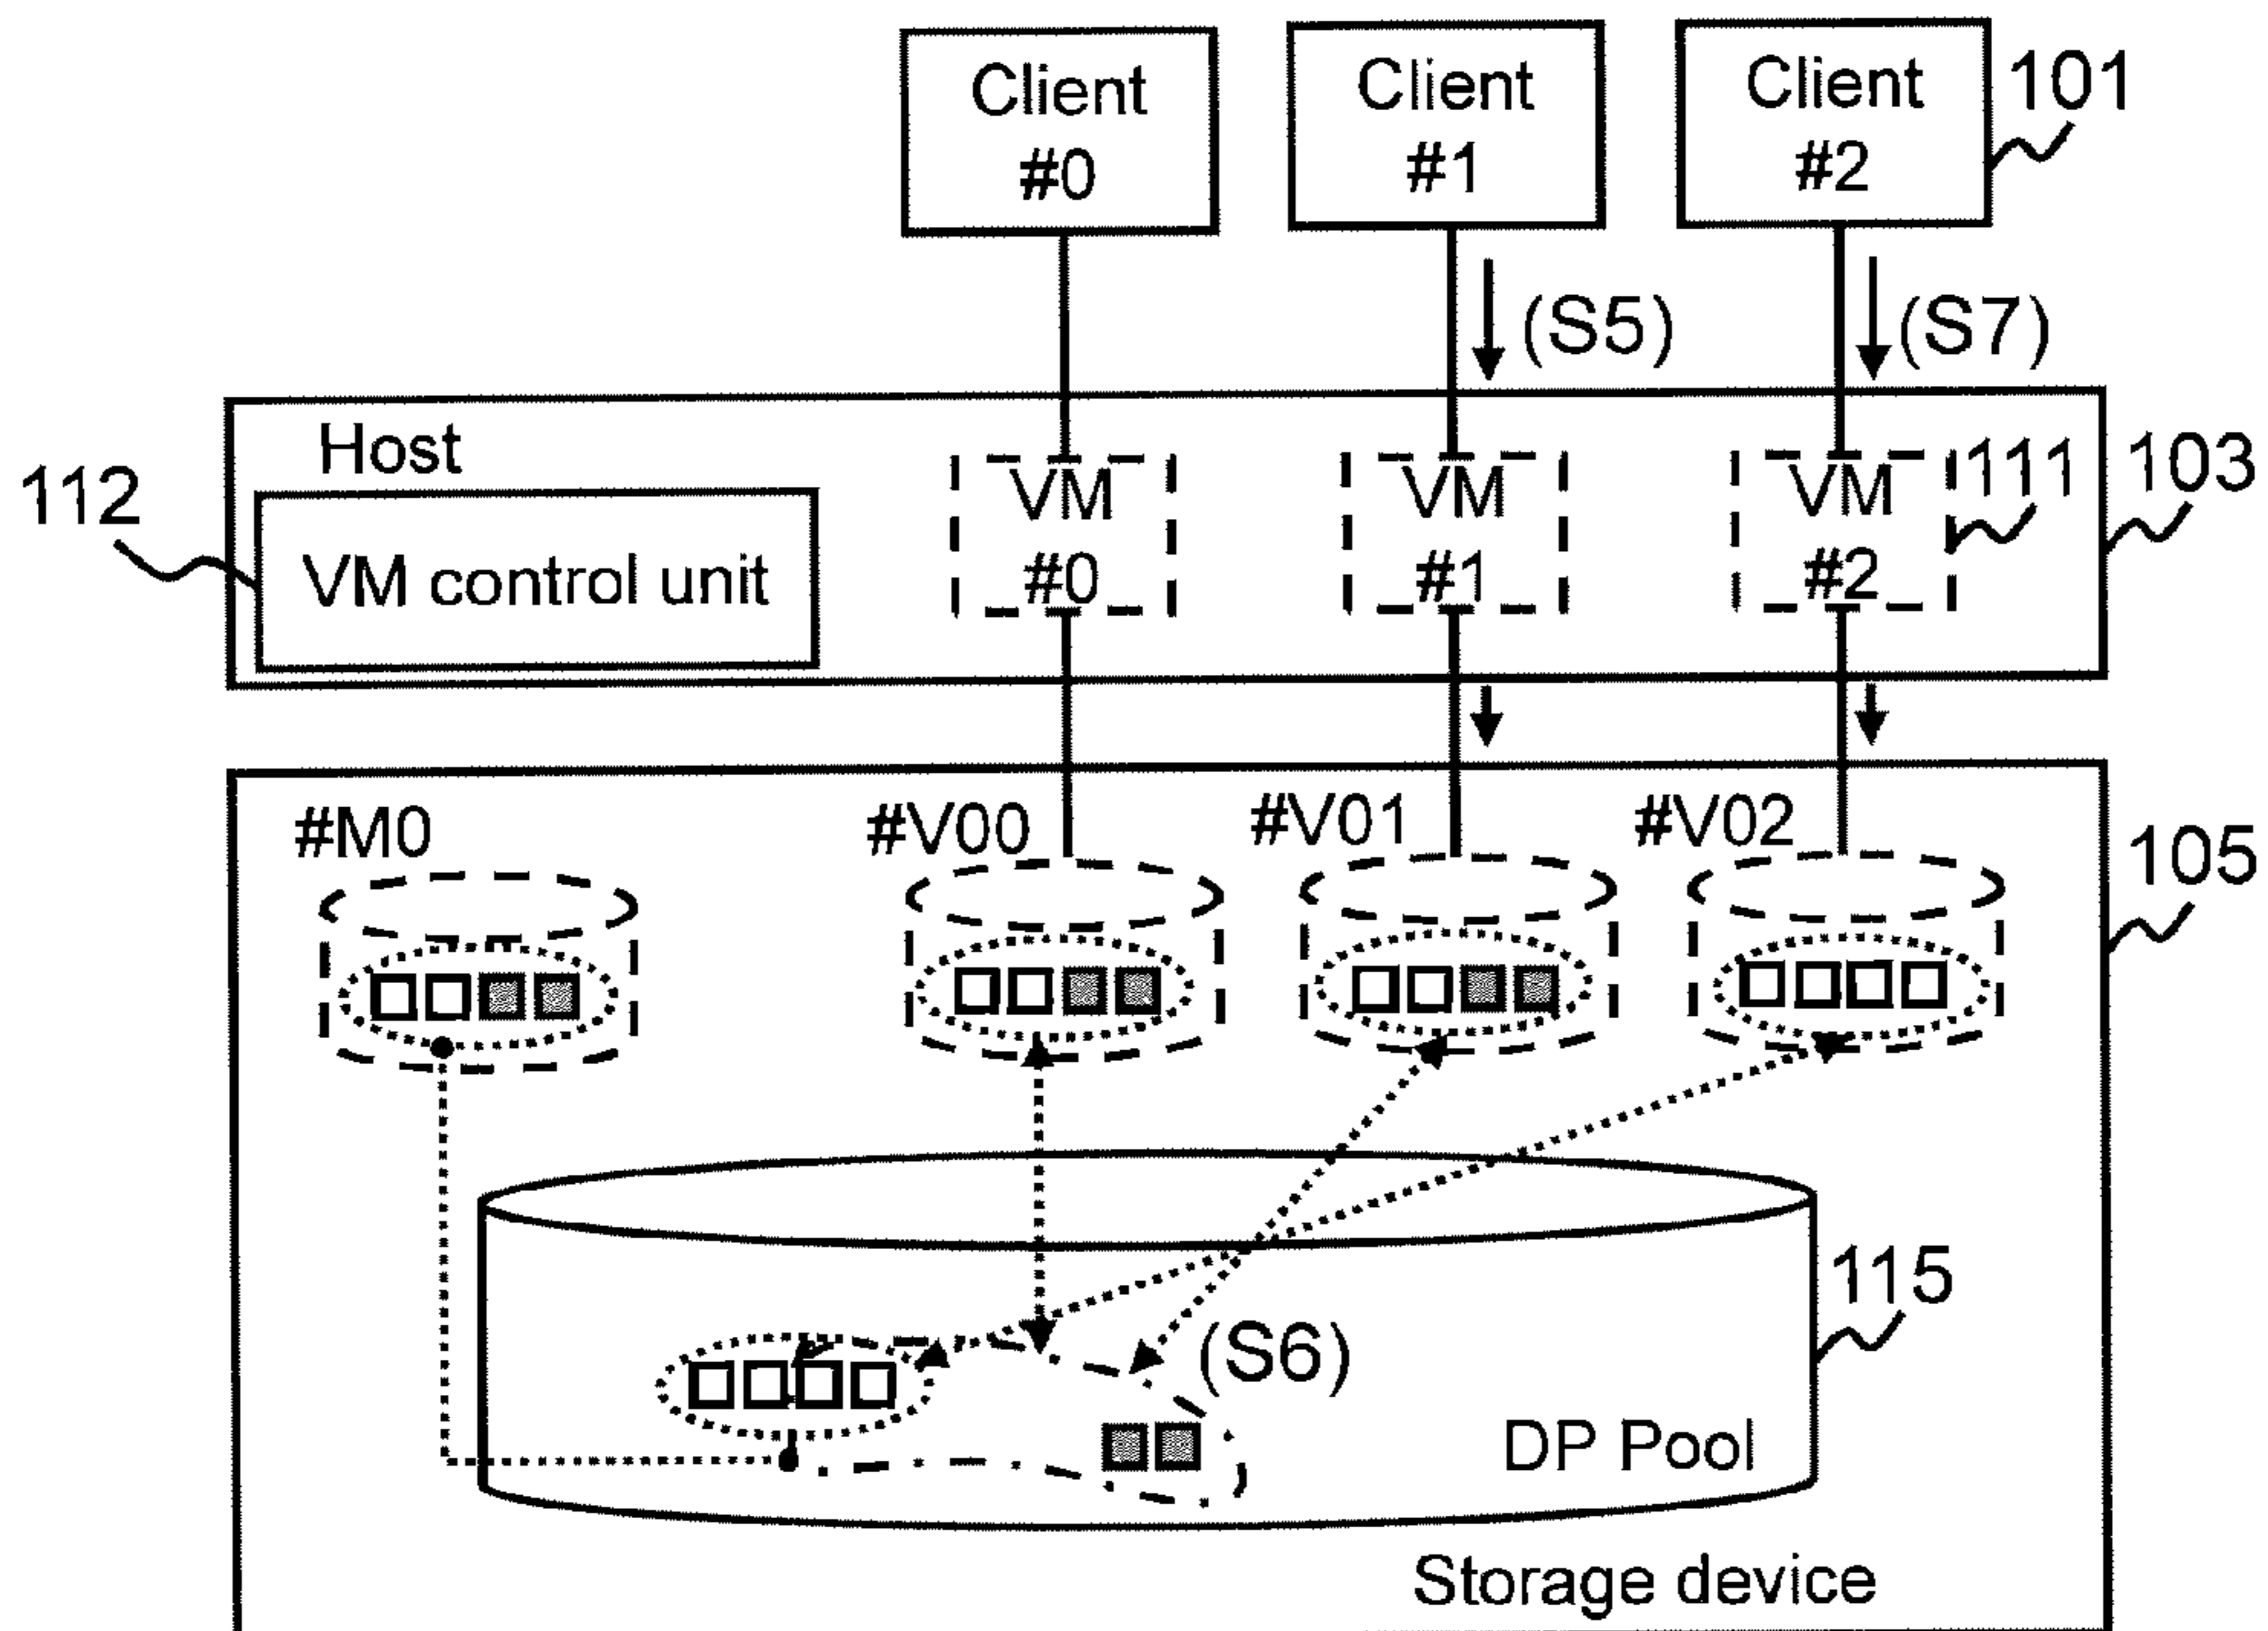 Client
#0
Client
#1
Client
#2
101
(S5)
(S7)
Host
112
VM control unit
VM
#0
VM
#1
VM
#2
111
103
#M0
#V00
#V01
#V02
105
115
(S6)
DP Pool
Storage device